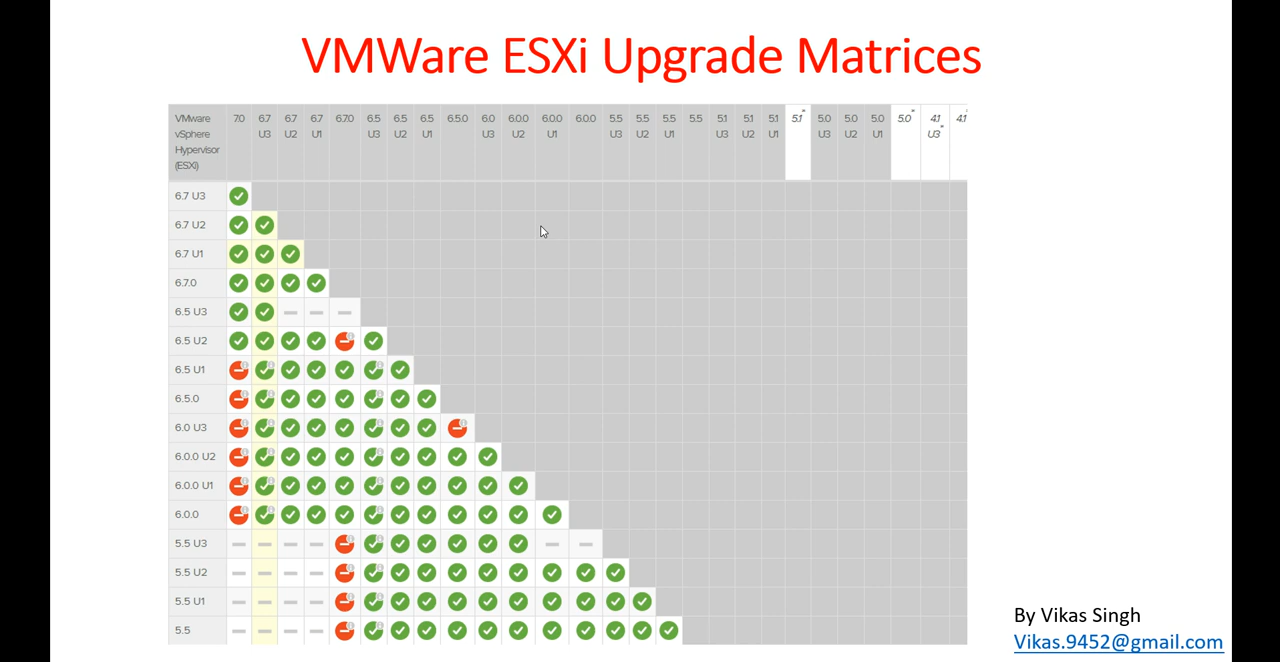 VMWare ESXi Upgrade Matrices
VMware vSphere Hypervisor (ESXi) 7.0 6.7 U3 6.7 U2 6.7 U1 6.7.0 6.5 U3 6.5 U2 6.5 U1 6.5.0 6.0 U3 6.0.0 U2 6.0.0 U1 6.0.0 5.5 U3 5.5 U2 5.5 U1 5.5 5.1 U3 5.1 U2 5.1 U1 5.1* 5.0 U3 5.0 U2 5.0 U1 5.0* 4.1 U3* 4.1
6.7 U3
6.7 U2
6.7 U1
6.7.0
6.5 U3
6.5 U2
6.5 U1
6.5.0
6.0 U3
6.0.0 U2
6.0.0 U1
6.0.0
5.5 U3
5.5 U2
5.5 U1
5.5
By Vikas Singh
Vikas.9452@gmail.com